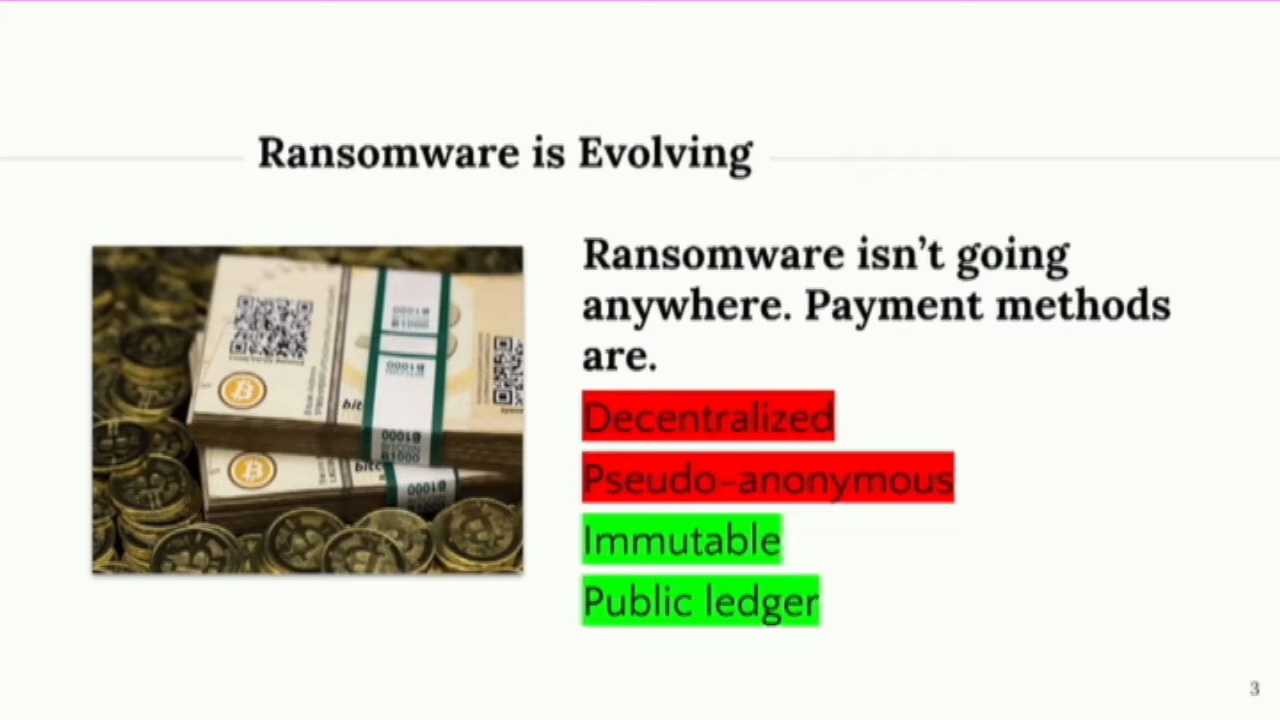 Ransomware is Evolving
Ransomware isn’t going
anywhere. Payment methods
are.
Decentralized
Pseudo-anonymous
Immutable
Public ledger
3